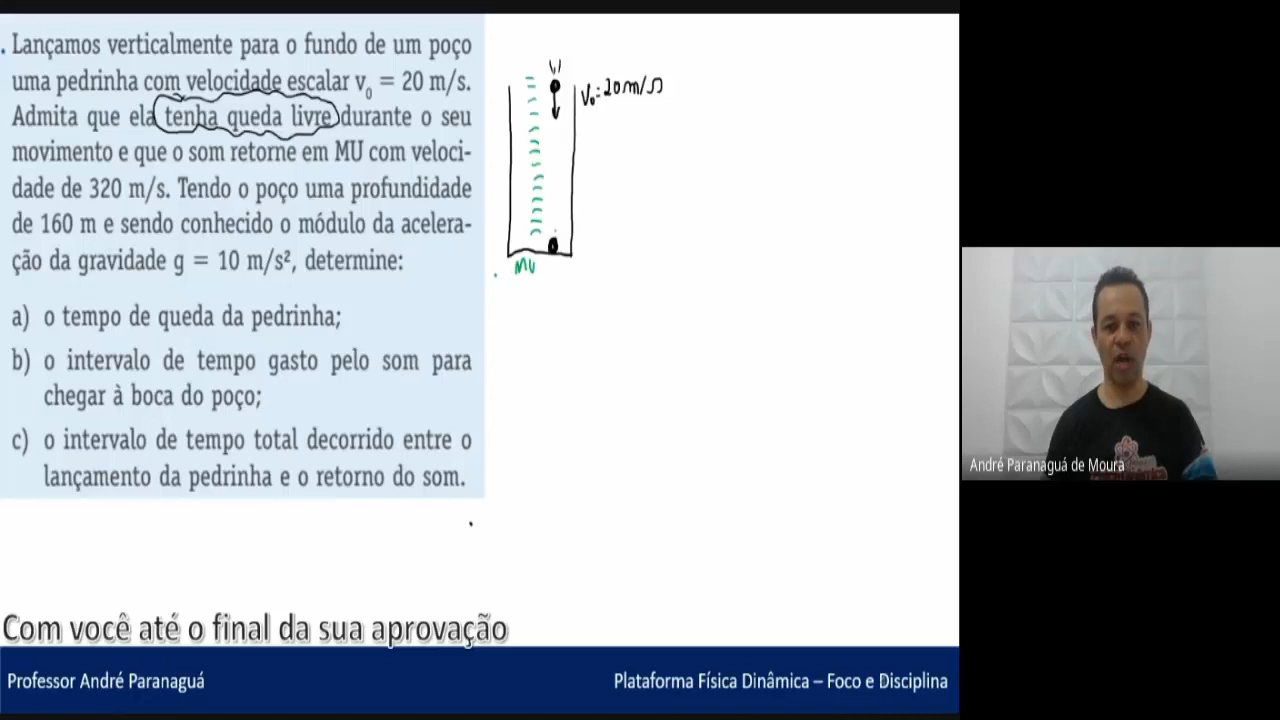 . Lançamos verticalmente para o fundo de um poço
uma pedrinha com velocidade escalar v₀ = 20 m/s.
Admita que ela tenha queda livre durante o seu
movimento e que o som retorne em MU com veloci-
dade de 320 m/s. Tendo o poço uma profundidade
de 160 m e sendo conhecido o módulo da acelera-
ção da gravidade g = 10 m/s², determine:
a) o tempo de queda da pedrinha;
b) o intervalo de tempo gasto pelo som para
chegar à boca do poço;
c) o intervalo de tempo total decorrido entre o
lançamento da pedrinha e o retorno do som.
V₀=20m/s
MU
André Paranaguá de Moura
Com você até o final da sua aprovação
Professor André Paranaguá
Plataforma Física Dinâmica – Foco e Disciplina